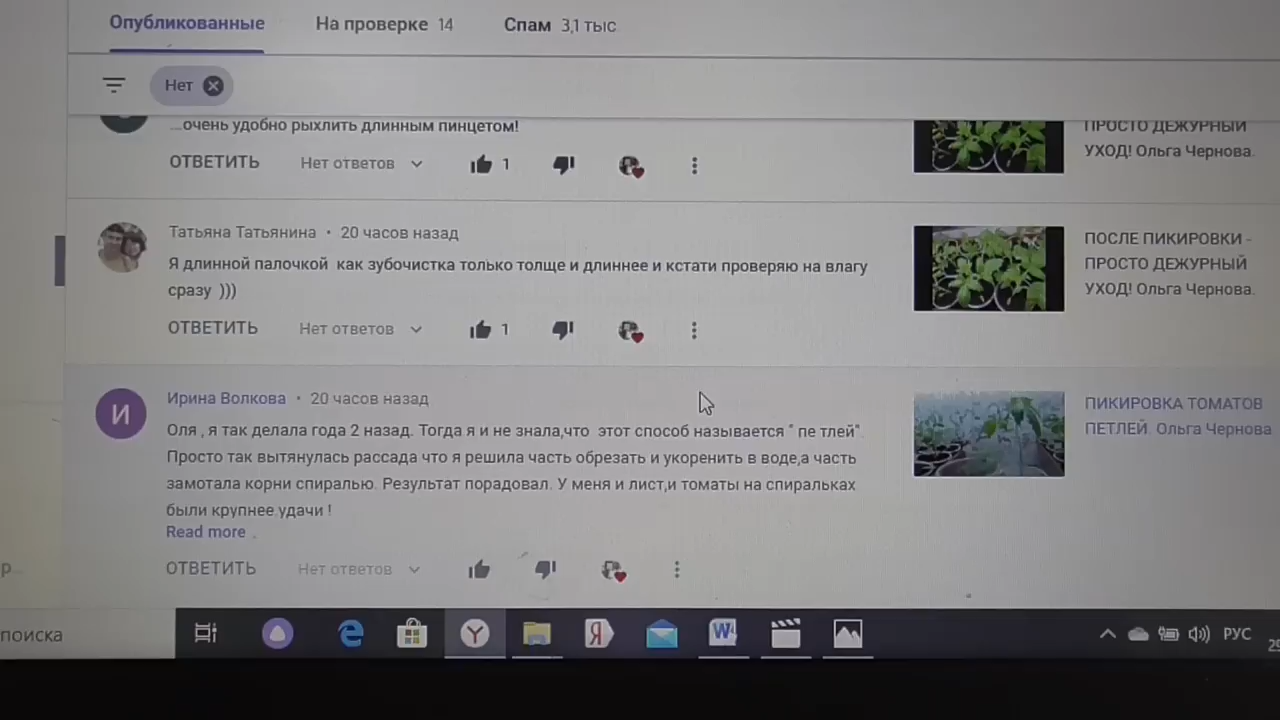 Опубликованные На проверке 14 Спам 3,1 тыс
Нет
...очень удобно рыхлить длинным пинцетом!
ОТВЕТИТЬ Нет ответов 1
ПРОСТО ДЕЖУРНЫЙ
УХОД! Ольга Чернова.
Татьяна Татьянина • 20 часов назад
Я длинной палочкой как зубочистка только толще и длиннее и кстати проверяю на влагу
сразу )))
ОТВЕТИТЬ Нет ответов 1
ПОСЛЕ ПИКИРОВКИ -
ПРОСТО ДЕЖУРНЫЙ
УХОД! Ольга Чернова.
И
Ирина Волкова • 20 часов назад
Оля , я так делала года 2 назад. Тогда я и не знала,что этот способ называется " пе тлей".
Просто так вытянулась рассада что я решила часть обрезать и укоренить в воде,а часть
замотала корни спиралью. Результат порадовал. У меня и лист,и томаты на спиральках
были крупнее.удачи !
Read more
ОТВЕТИТЬ Нет ответов
ПИКИРОВКА ТОМАТОВ
ПЕТЛЕЙ. Ольга Чернова
поиска
РУС